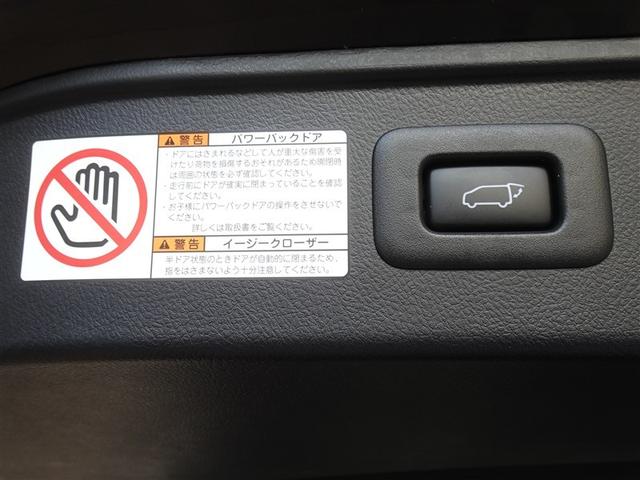 警告 パワーバックドア
・ドアにはさまれるなどして人が重大な傷害を受
けたり荷物を損傷するおそれがあるため開閉時
は周囲の状態を必ず確認してください。
・走行前にドアが確実に閉まっていることを確認
してください。
・お子様にパワーバックドアの操作をさせないで
ください。
詳しくは取扱書をご覧ください。
警告 イージークローザー
半ドア状態のときドアが自動的に閉まるため、
指をはさまないよう十分注意してください。